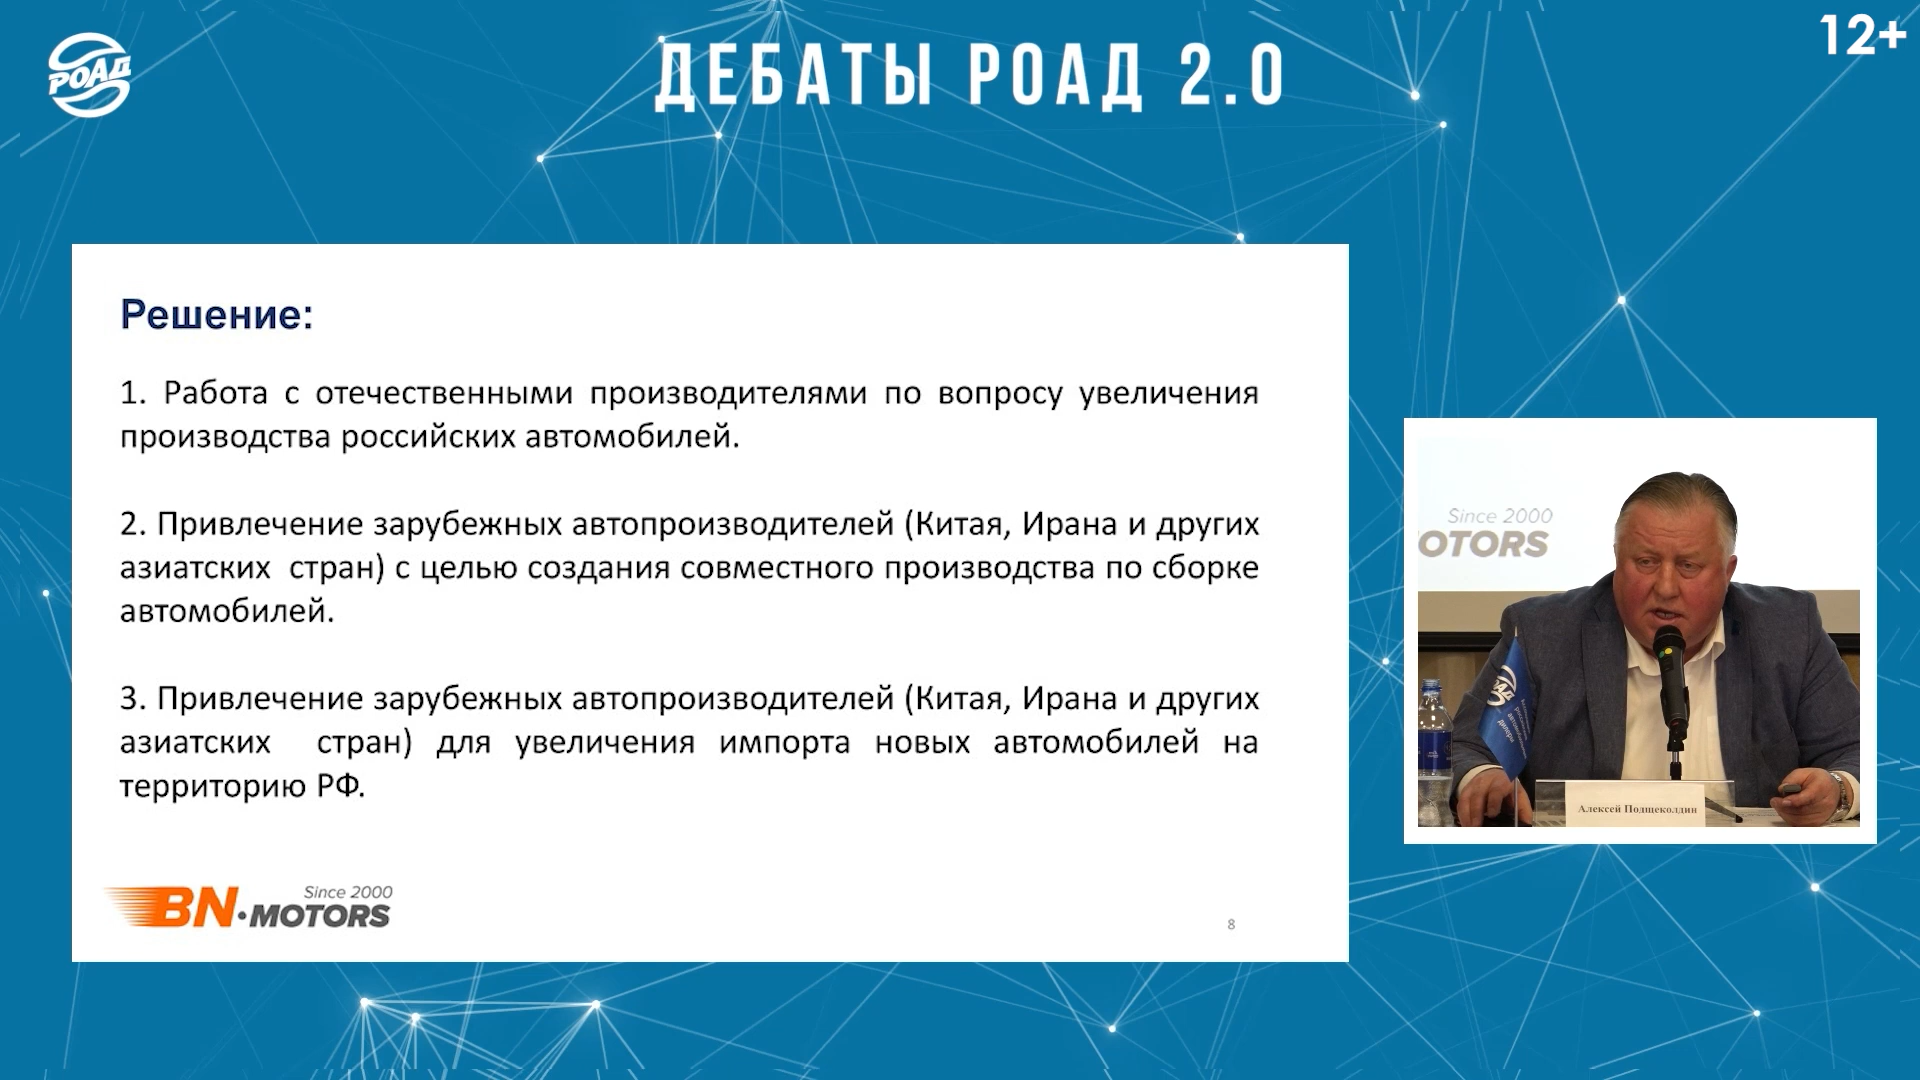 РОАД
ДЕБАТЫ РОАД 2.0
12+
Решение:
1. Работа с отечественными производителями по вопросу увеличения
производства российских автомобилей.
2. Привлечение зарубежных автопроизводителей (Китая, Ирана и других
азиатских стран) с целью создания совместного производства по сборке
автомобилей.
3. Привлечение зарубежных автопроизводителей (Китая, Ирана и других
азиатских стран) для увеличения импорта новых автомобилей на
территорию РФ.
Since 2000
BN·MOTORS
8
Since 2000
OTORS
РОАД
Алексей Подщеколдин